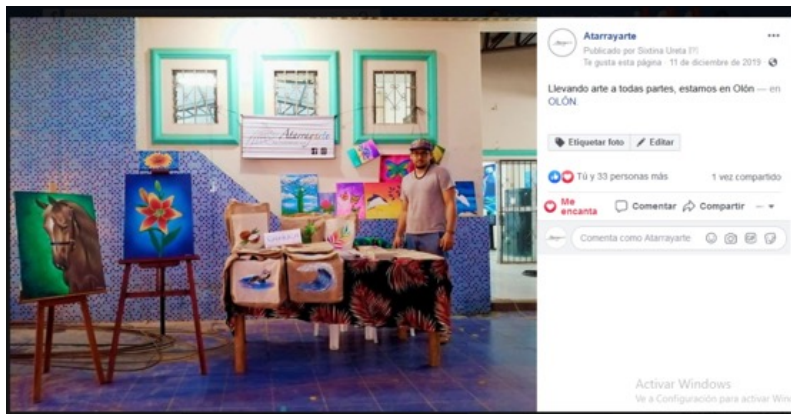 Atarrayarte
Atarrayarte
Publicado por Sixtina Ureta [?]
Te gusta esta página · 11 de diciembre de 2019 ·
Llevando arte a todas partes, estamos en Olón — en
OLÓN.
Etiquetar foto Editar
Tú y 33 personas más 1 vez compartido
Me
encanta
Comentar Compartir
Comenta como Atarrayarte
GIF
Activar Windows
Ve a Configuración para activar Win